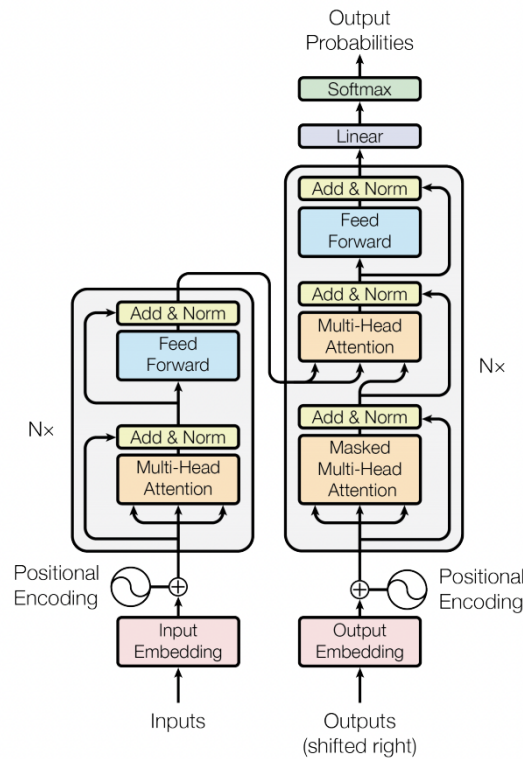 Output
Probabilities
Softmax
Linear
Add & Norm
Feed
Forward
Add & Norm
Multi-Head
Attention
Add & Norm
Masked
Multi-Head
Attention
N×
Positional
Encoding
Output
Embedding
Outputs
(shifted right)
Add & Norm
Feed
Forward
Add & Norm
Multi-Head
Attention
N×
Positional
Encoding
Input
Embedding
Inputs